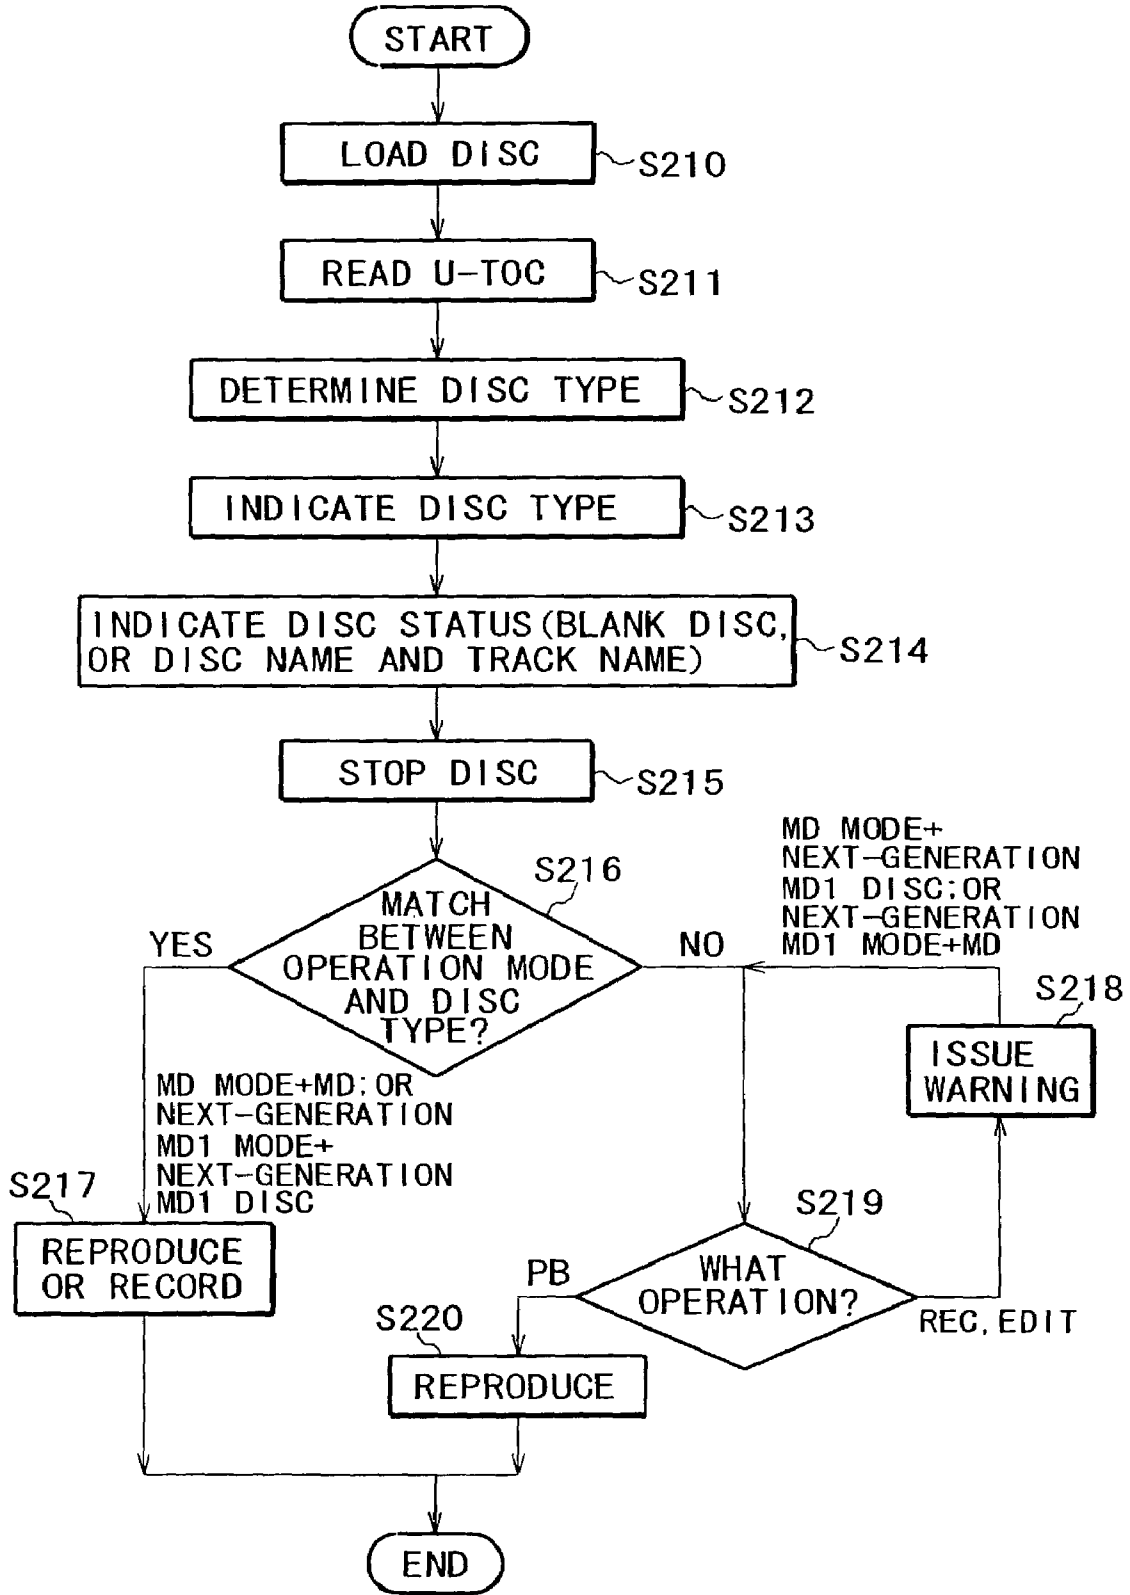 START
LOAD DISC
S210
READ U-TOC
S211
DETERMINE DISC TYPE
S212
INDICATE DISC TYPE
S213
INDICATE DISC STATUS(BLANK DISC,
OR DISC NAME AND TRACK NAME)
S214
STOP DISC
S215
S216
MATCH
BETWEEN
OPERATION MODE
AND DISC
TYPE?
YES
NO
MD MODE+
NEXT-GENERATION
MD1 DISC;OR
NEXT-GENERATION
MD1 MODE+MD
S218
ISSUE
WARNING
MD MODE+MD;OR
NEXT-GENERATION
MD1 MODE+
NEXT-GENERATION
MD1 DISC
S217
REPRODUCE
OR RECORD
S219
WHAT
OPERATION?
PB
REC,EDIT
S220
REPRODUCE
END